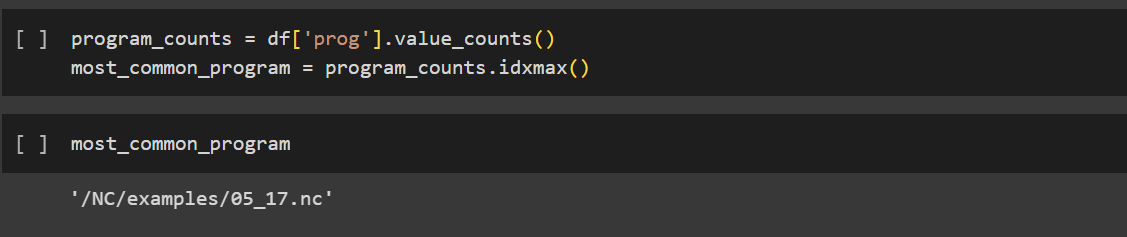 [ ] program_counts = df['prog'].value_counts()
most_common_program = program_counts.idxmax()
[ ] most_common_program
'/NC/examples/05_17.nc'